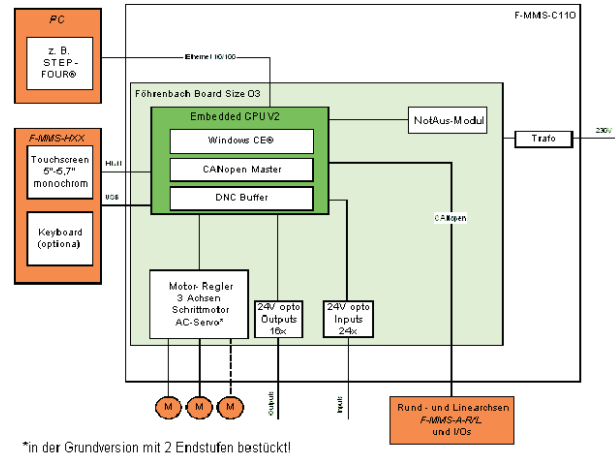 PC
z. B.
STEP-
FOUR®
F-MMS-C110
Ethernet 10/100
Föhrenbach Board Size 03
Embedded CPU V2
Windows CE®
CANopen Master
DNC Buffer
NotAus-Modul
Trafo
230V
F-MMS-HXX
Touchscreen
5"-5,7"
monochrom
Keyboard
(optional)
USB
CANopen
Motor- Regler
3 Achsen
Schrittmotor
AC-Servo*
24V opto
Outputs
16x
24V opto
Inputs
24x
M
M
M
Outputs
Inputs
Rund - und Linearchsen
F-MMS-A-R/L
und I/Os
*in der Grundversion mit 2 Endstufen bestückt!